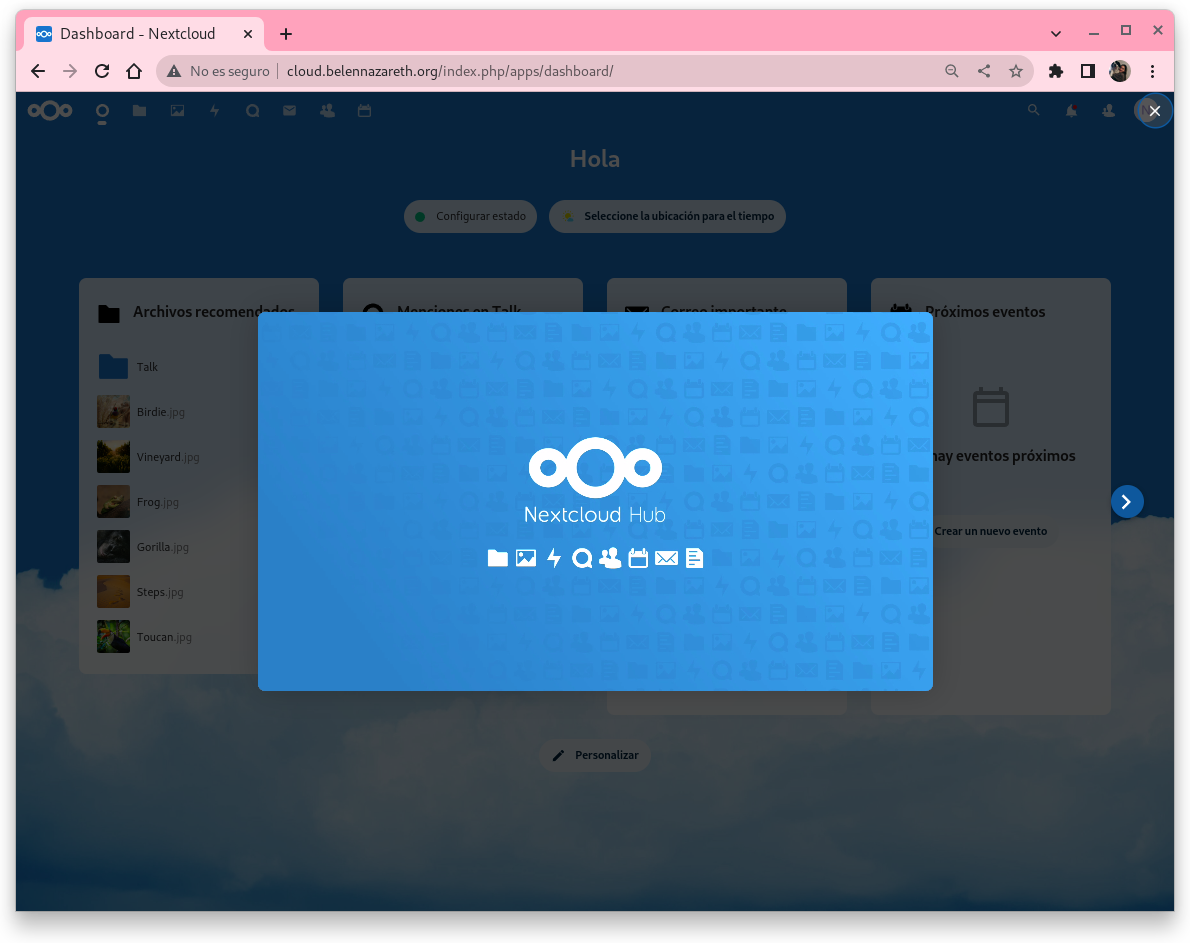 Dashboard - Nextcloud
No es seguro
cloud.belennazareth.org/index.php/apps/dashboard/
Hola
Configurar estado
Seleccione la ubicación para el tiempo
Archivos recomendados
Menciones en Talk
Correo importante
Próximos eventos
Talk
Birdie.jpg
Vineyard.jpg
Frog.jpg
Gorilla.jpg
Steps.jpg
Toucan.jpg
Nextcloud Hub
hay eventos próximos
Crear un nuevo evento
Personalizar